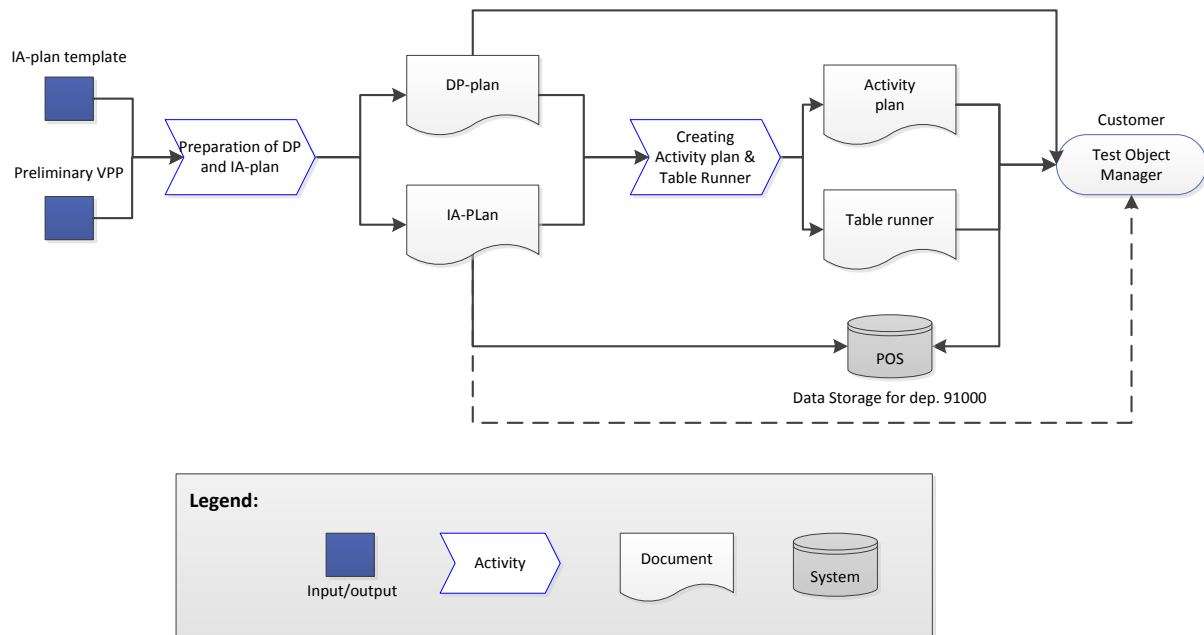 IA-plan template
Preliminary VPP
Preparation of DP
and IA-plan
DP-plan
IA-PLan
Creating
Activity plan &
Table Runner
Activity
plan
Table runner
Customer
Test Object
Manager
POS
Data Storage for dep. 91000
Legend:
Input/output
Activity
Document
System